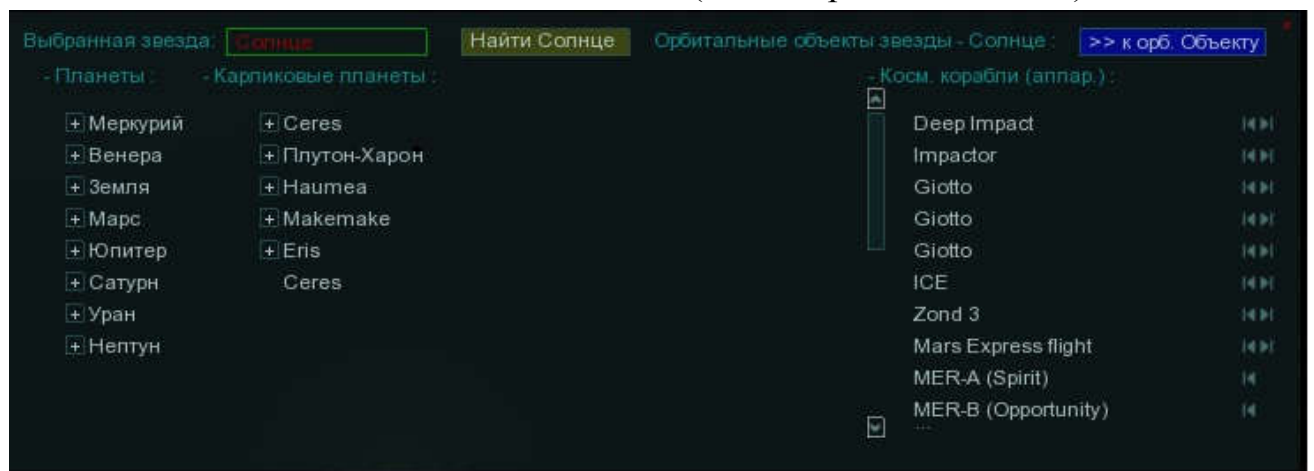 Выбранная звезда: Солнце Найти Солнце Орбитальные объекты звезды - Солнце : >> к орб. Объекту
- Планеты : - Карликовые планеты : - Косм. корабли (аппар.) :
+ Меркурий + Ceres Deep Impact
+ Венера + Плутон-Харон Impactor
+ Земля + Haumea Giotto
+ Марс + Makemake Giotto
+ Юпитер + Eris Giotto
+ Сатурн Ceres ICE
+ Уран Zond 3
+ Нептун Mars Express flight
MER-A (Spirit)
MER-B (Opportunity)
...